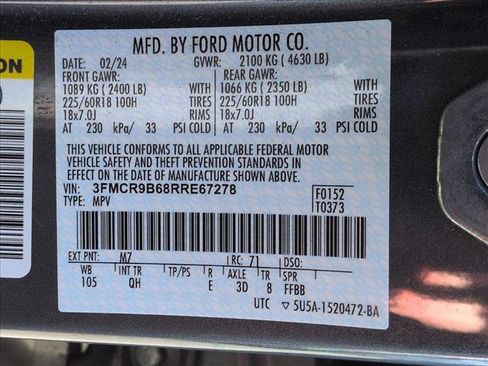 MFD. BY FORD MOTOR CO.
DATE: 02/24 GVWR: 2100 KG ( 4630 LB)
FRONT GAWR: REAR GAWR:
1089 KG ( 2400 LB) WITH 1066 KG ( 2350 LB) WITH
225/60R18 100H TIRES 225/60R18 100H TIRES
18x7.0J RIMS 18x7.0J RIMS
AT 230 kPa/ 33 PSI COLD AT 230 kPa/ 33 PSI COLD
THIS VEHICLE CONFORMS TO ALL APPLICABLE FEDERAL MOTOR
VEHICLE SAFETY AND THEFT PREVENTION STANDARDS IN
EFFECT ON THE DATE OF MANUFACTURE SHOWN ABOVE.
VIN: 3FMCR9B68RRE67278 F0152
TYPE: MPV T0373
EXT PNT: M7 RC: 71 DSO:
WB INT TR TP/PS R AXLE TR SPR
105 QH E 3D 8 FFBB
UTC ▽ 5U5A-1520472-BA
ON